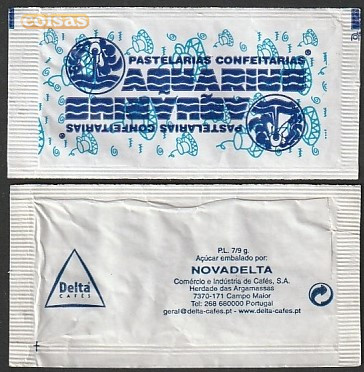 coisas
PASTELARIAS CONFEITARIAS
AQUARIUS
AQUARIUS
PASTELARIAS CONFEITARIAS
Delta
CAFÉS
P.L. 7/9 g.
Açúcar embalado por:
NOVADELTA
Comércio e Indústria de Cafés, S.A.
Herdade das Argamassas
7370-171 Campo Maior
Tel: 268 680000 Portugal
geral@delta-cafes.pt - www.delta-cafes.pt